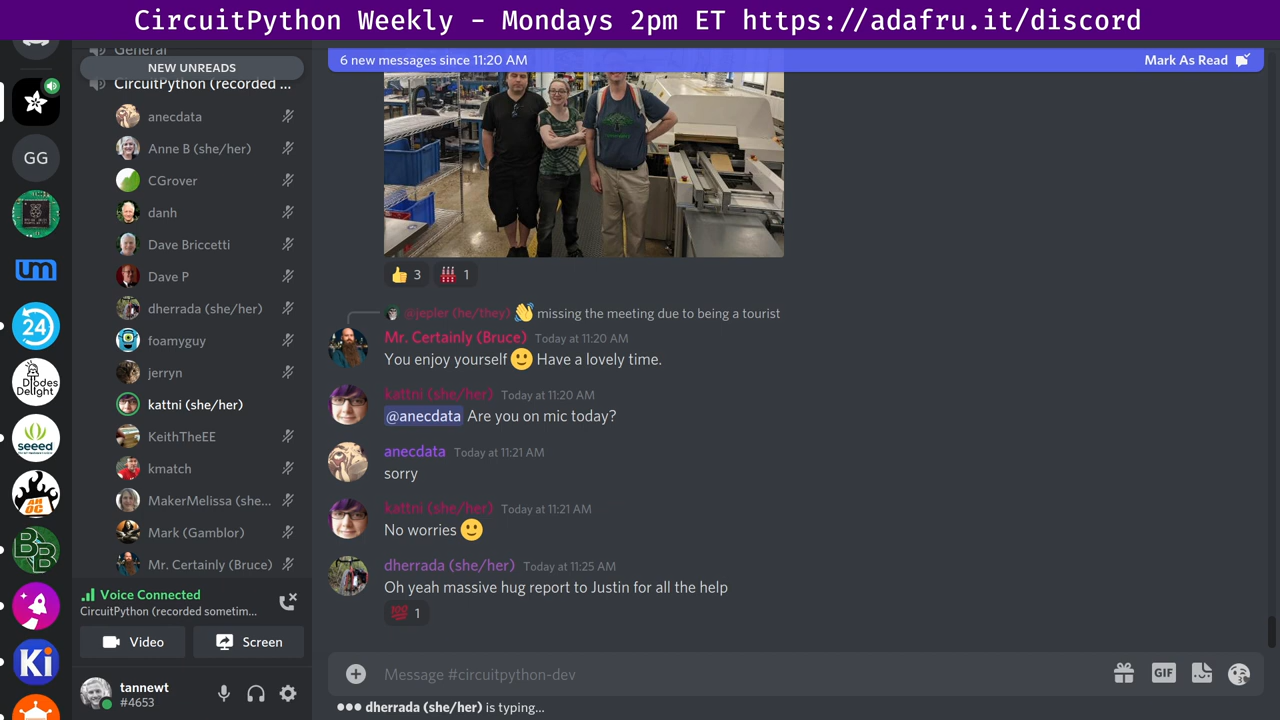 CircuitPython Weekly - Mondays 2pm ET https://adafru.it/discord
General
NEW UNREADS
CircuitPython (recorded ...
anecdata
Anne B (she/her)
CGrover
danh
Dave Briccetti
Dave P
dherrada (she/her)
foamyguy
jerryn
kattni (she/her)
KeithTheEE
kmatch
MakerMelissa (she...
Mark (Gamblor)
Mr. Certainly (Bruce)
Voice Connected
CircuitPython (recorded sometim...
Video
Screen
tannewt
#4653
GG
um
24
Diodes
Delight
seeed
AH
OC
BB
Ki
6 new messages since 11:20 AM
Mark As Read
3
1
@jepler (he/they) 👋 missing the meeting due to being a tourist
Mr. Certainly (Bruce) Today at 11:20 AM
You enjoy yourself 🙂 Have a lovely time.
kattni (she/her) Today at 11:20 AM
@anecdata Are you on mic today?
anecdata Today at 11:21 AM
sorry
kattni (she/her) Today at 11:21 AM
No worries 🙂
dherrada (she/her) Today at 11:25 AM
Oh yeah massive hug report to Justin for all the help
💯 1
Message #circuitpython-dev
GIF
dherrada (she/her) is typing...